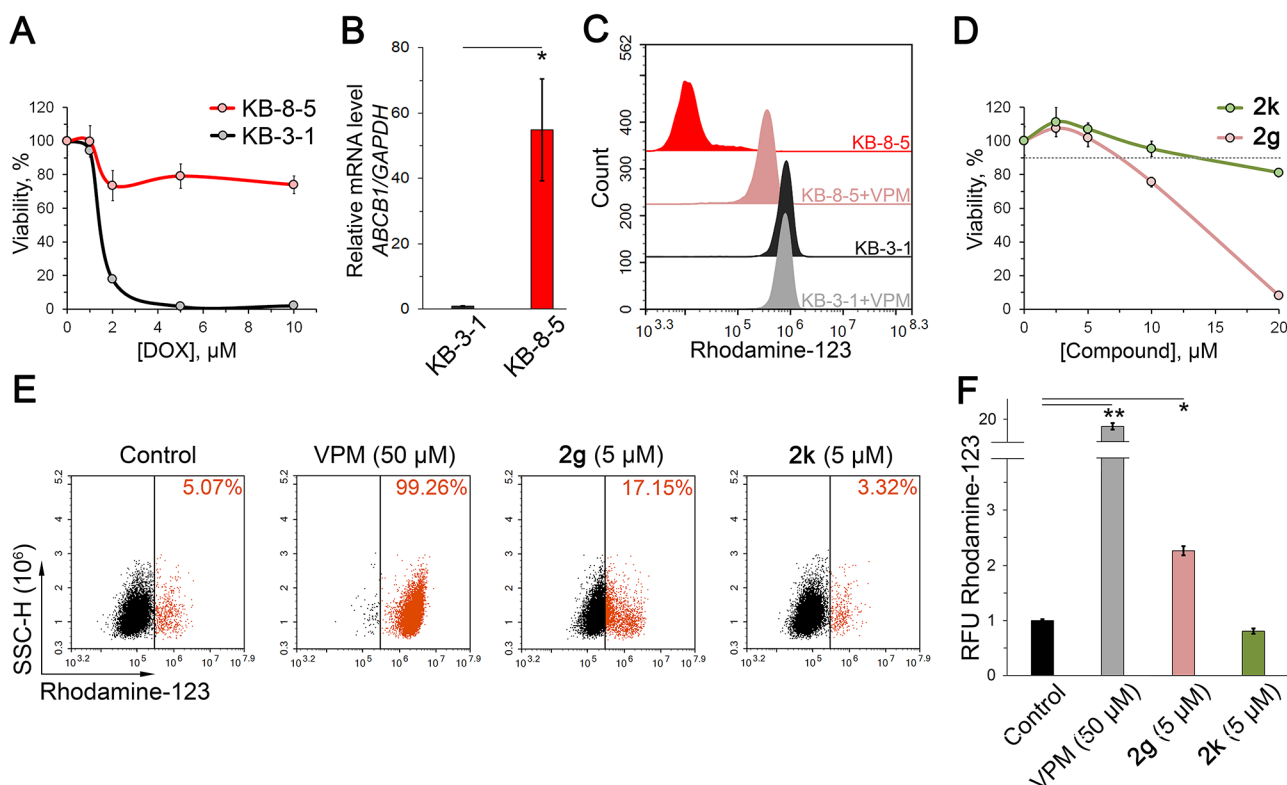 A
Viability, %
120
100
80
60
40
20
0
0 2 4 6 8 10
[DOX], µM
KB-8-5
KB-3-1
B
Relative mRNA level
ABCB1/GAPDH
80
60
40
20
0
*
KB-3-1
KB-8-5
C
Count
562
400
300
200
100
0
KB-8-5
KB-8-5+VPM
KB-3-1
KB-3-1+VPM
10^3.3 10^5 10^6 10^7 10^8.3
Rhodamine-123
D
Viability, %
120
100
80
60
40
20
0
0 5 10 15 20
[Compound], µM
2k
2g
E
Control
VPM (50 µM)
2g (5 µM)
2k (5 µM)
5.07%
99.26%
17.15%
3.32%
SSC-H (10^6)
5.2
4
3
2
1
0.3
5.2
4
3
2
1
0.3
5.2
4
3
2
1
0.3
5.2
4
3
2
1
0.3
10^3.2 10^5 10^6 10^7 10^7.9
10^3.2 10^5 10^6 10^7 10^7.9
10^3.2 10^5 10^6 10^7 10^7.9
10^3.2 10^5 10^6 10^7 10^7.9
Rhodamine-123
F
RFU Rhodamine-123
20
3
2
1
0
**
*
Control
VPM (50 µM)
2g (5 µM)
2k (5 µM)